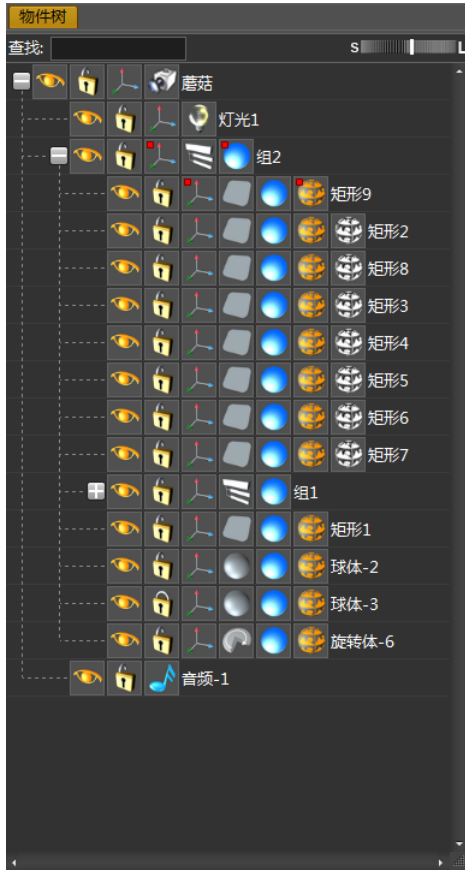 物件树
查找: S L
蘑菇
灯光1
组2
矩形9
矩形2
矩形8
矩形3
矩形4
矩形5
矩形6
矩形7
组1
矩形1
球体-2
球体-3
旋转体-6
音频-1